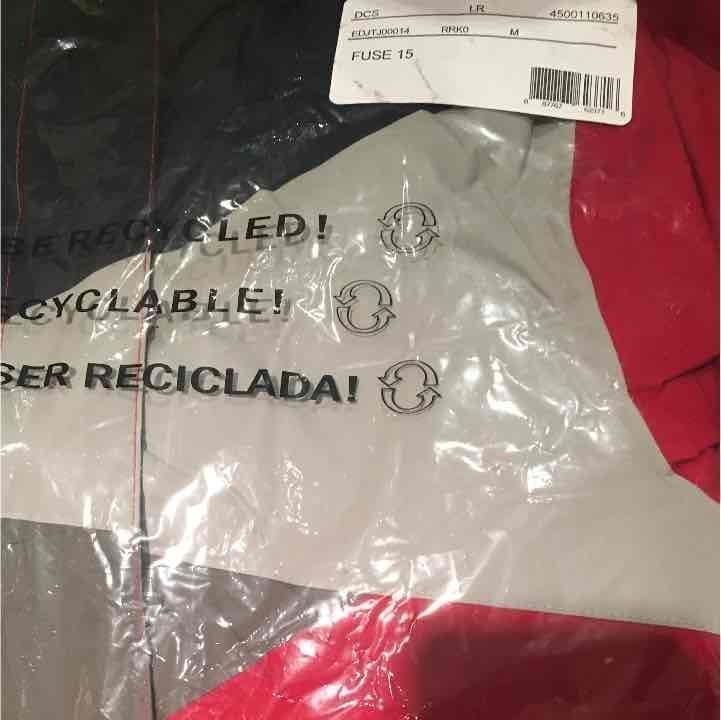 DCS LR 4500110635
EDJTJ00014 RRK0 M
FUSE 15
BE RECYCLED!
ECYCLABLE!
SER RECICLADA!